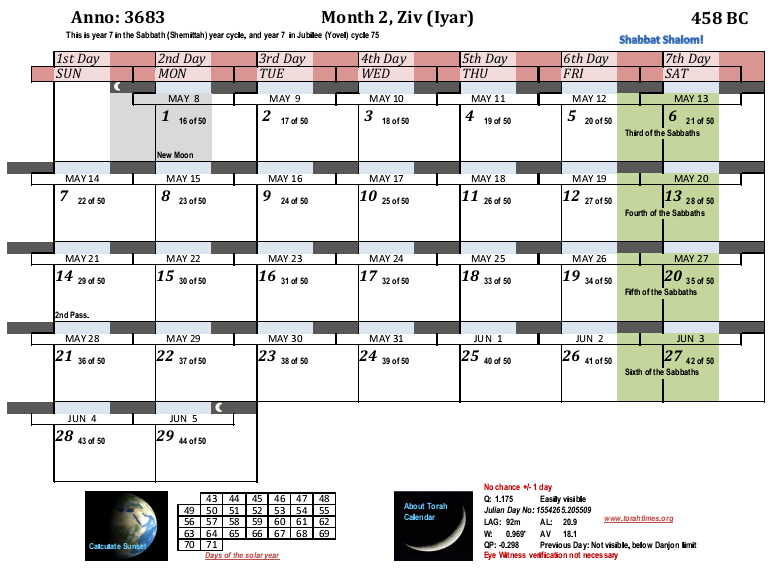 Anno: 3683 Month 2, Ziv (Iyar) 458 BC
This is year 7 in the Sabbath (Shemittah) year cycle, and year 7 in Jubilee (Yovel) cycle 75
Shabbat Shalom!
1st Day 2nd Day 3rd Day 4th Day 5th Day 6th Day 7th Day
SUN MON TUE WED THU FRI SAT
MAY 8 MAY 9 MAY 10 MAY 11 MAY 12 MAY 13
1 16 of 50 2 17 of 50 3 18 of 50 4 19 of 50 5 20 of 50 6 21 of 50
Third of the Sabbaths
New Moon
MAY 14 MAY 15 MAY 16 MAY 17 MAY 18 MAY 19 MAY 20
7 22 of 50 8 23 of 50 9 24 of 50 10 25 of 50 11 26 of 50 12 27 of 50 13 28 of 50
Fourth of the Sabbaths
MAY 21 MAY 22 MAY 23 MAY 24 MAY 25 MAY 26 MAY 27
14 29 of 50 15 30 of 50 16 31 of 50 17 32 of 50 18 33 of 50 19 34 of 50 20 35 of 50
Fifth of the Sabbaths
2nd Pass.
MAY 28 MAY 29 MAY 30 MAY 31 JUN 1 JUN 2 JUN 3
21 36 of 50 22 37 of 50 23 38 of 50 24 39 of 50 25 40 of 50 26 41 of 50 27 42 of 50
Sixth of the Sabbaths
JUN 4 JUN 5
28 43 of 50 29 44 of 50
Calculate Sunset
43 44 45 46 47 48
49 50 51 52 53 54 55
56 57 58 59 60 61 62
63 64 65 66 67 68 69
70 71
Days of the solar year
About Torah
Calendar
No chance +/- 1 day
Q: 1.175 Easily visible
Julian Day No: 1554265.205509
LAG: 92m AL: 20.9
W: 0.969' AV 18.1
QP: -0.298 Previous Day: Not visible, below Danjon limit
Eye Witness verification not necessary
www.torahtimes.org